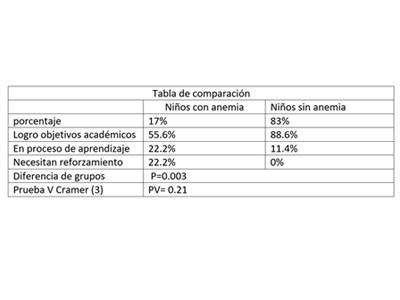 Tabla de comparación
Niños con anemia Niños sin anemia
porcentaje 17% 83%
Logro objetivos académicos 55.6% 88.6%
En proceso de aprendizaje 22.2% 11.4%
Necesitan reforzamiento 22.2% 0%
Diferencia de grupos P=0.003
Prueba V Cramer (3) PV= 0.21